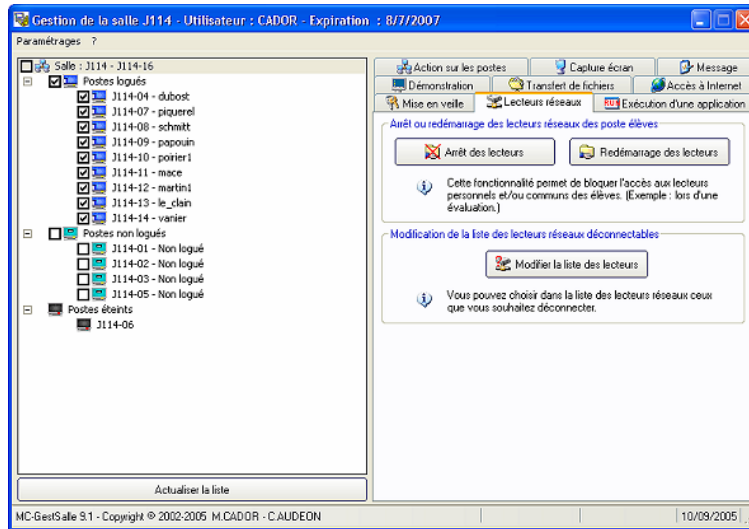 Gestion de la salle J114 - Utilisateur : CADOR - Expiration : 8/7/2007
Paramétrages ?
Salle : J114 - J114-16
Postes logués
J114-04 - dubost
J114-07 - piquerel
J114-08 - schmitt
J114-09 - papouin
J114-10 - poirier1
J114-11 - mace
J114-12 - martin1
J114-13 - le_clain
J114-14 - vanier
Postes non logués
J114-01 - Non logué
J114-02 - Non logué
J114-03 - Non logué
J114-05 - Non logué
Postes éteints
J114-06
Actualiser la liste
Action sur les postes Capture écran Message
Démonstration Transfert de fichiers Accès à Internet
Mise en veille Lecteurs réseaux RUN Exécution d'une application
Arrêt ou redémarrage des lecteurs réseaux des poste élèves
Arrêt des lecteurs Redémarrage des lecteurs
Cette fonctionnalité permet de bloquer l'accès aux lecteurs
personnels et/ou communs des élèves. (Exemple : lors d'une
évaluation.)
Modification de la liste des lecteurs réseaux déconnectables
Modifier la liste des lecteurs
Vous pouvez choisir dans la liste des lecteurs réseaux ceux
que vous souhaitez déconnecter.
MC-GestSalle 9.1 - Copyright © 2002-2005 M.CADOR - C.AUDEON 10/09/2005